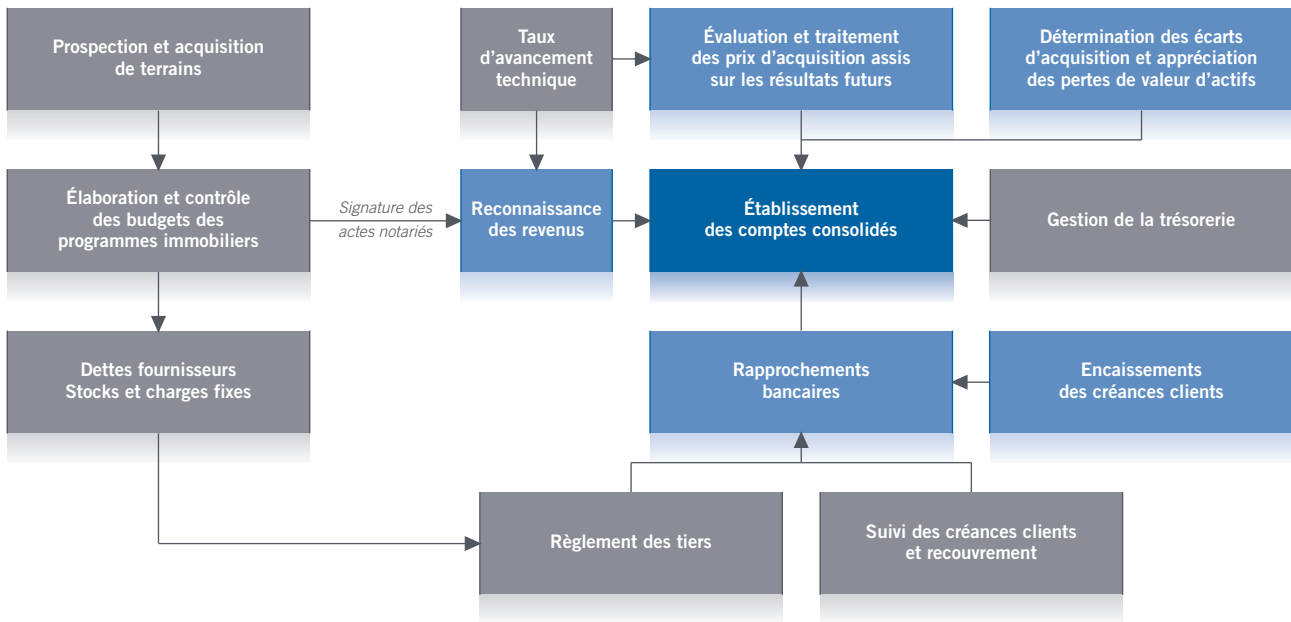 Prospection et acquisition
de terrains
Taux
d’avancement
technique
Évaluation et traitement
des prix d’acquisition assis
sur les résultats futurs
Détermination des écarts
d’acquisition et appréciation
des pertes de valeur d’actifs
Élaboration et contrôle
des budgets des
programmes immobiliers
Signature des
actes notariés
Reconnaissance
des revenus
Établissement
des comptes consolidés
Gestion de la trésorerie
Dettes fournisseurs
Stocks et charges fixes
Rapprochements
bancaires
Encaissements
des créances clients
Règlement des tiers
Suivi des créances clients
et recouvrement